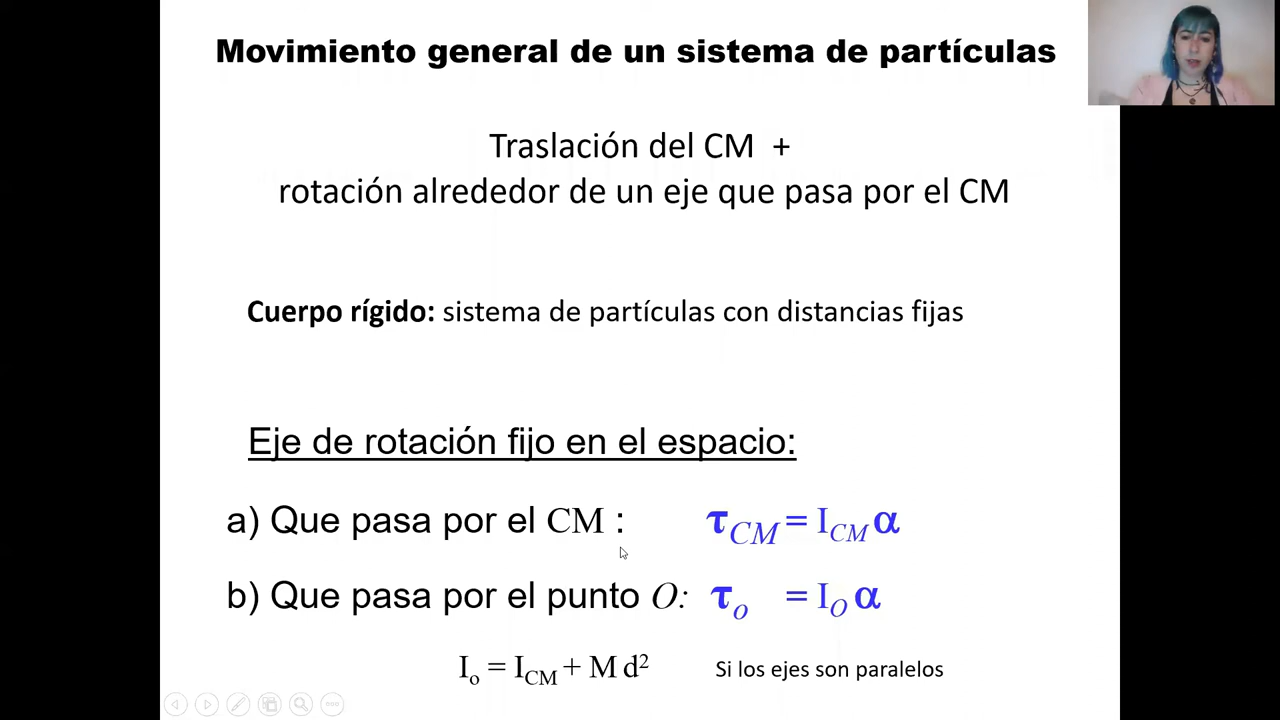 Movimiento general de un sistema de partículas
Traslación del CM +
rotación alrededor de un eje que pasa por el CM
Cuerpo rígido: sistema de partículas con distancias fijas
Eje de rotación fijo en el espacio:
a) Que pasa por el CM : τCM = ICM α
b) Que pasa por el punto O: τo = IO α
Io = ICM + M d² Si los ejes son paralelos